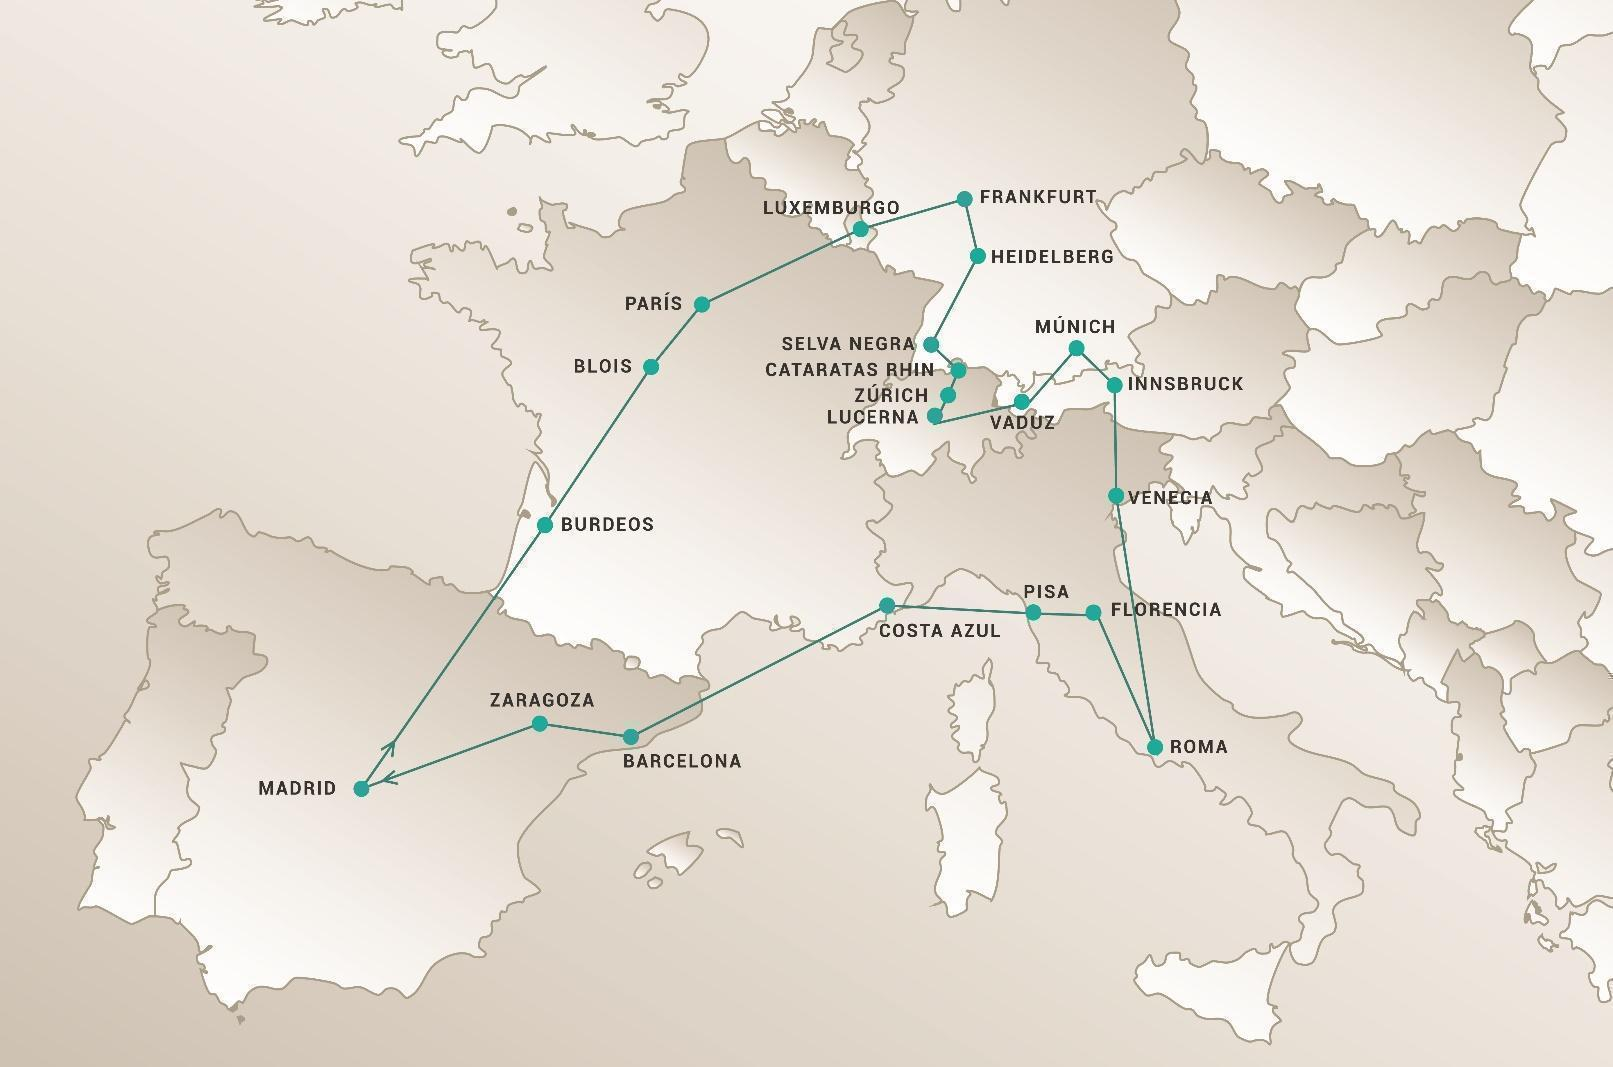 FRANKFURT
LUXEMBURGO
HEIDELBERG
PARÍS
MÚNICH
SELVA NEGRA
BLOIS
CATARATAS RHIN
INNSBRUCK
ZÚRICH
LUCERNA
VADUZ
VENECIA
BURDEOS
PISA
FLORENCIA
COSTA AZUL
ZARAGOZA
ROMA
BARCELONA
MADRID